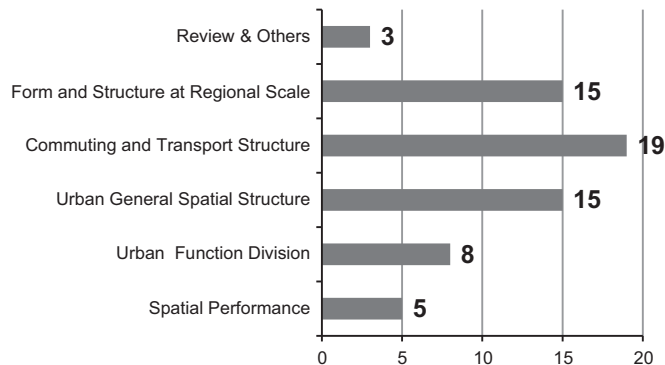 Review & Others 3
Form and Structure at Regional Scale 15
Commuting and Transport Structure 19
Urban General Spatial Structure 15
Urban Function Division 8
Spatial Performance 5
0 5 10 15 20